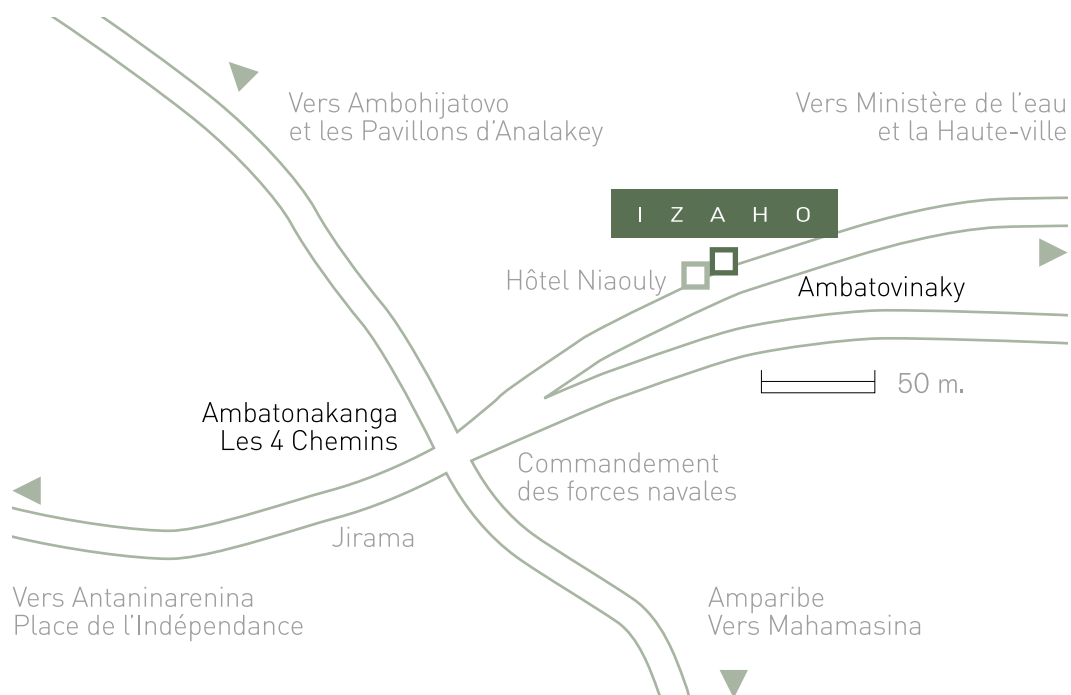 Vers Ambohijatovo
et les Pavillons d'Analakey
Vers Ministère de l'eau
et la Haute-ville
IZAHO
Hôtel Niaouly
Ambatovinaky
50 m.
Ambatonakanga
Les 4 Chemins
Commandement
des forces navales
Jirama
Vers Antaninarenina
Place de l'Indépendance
Amparibe
Vers Mahamasina